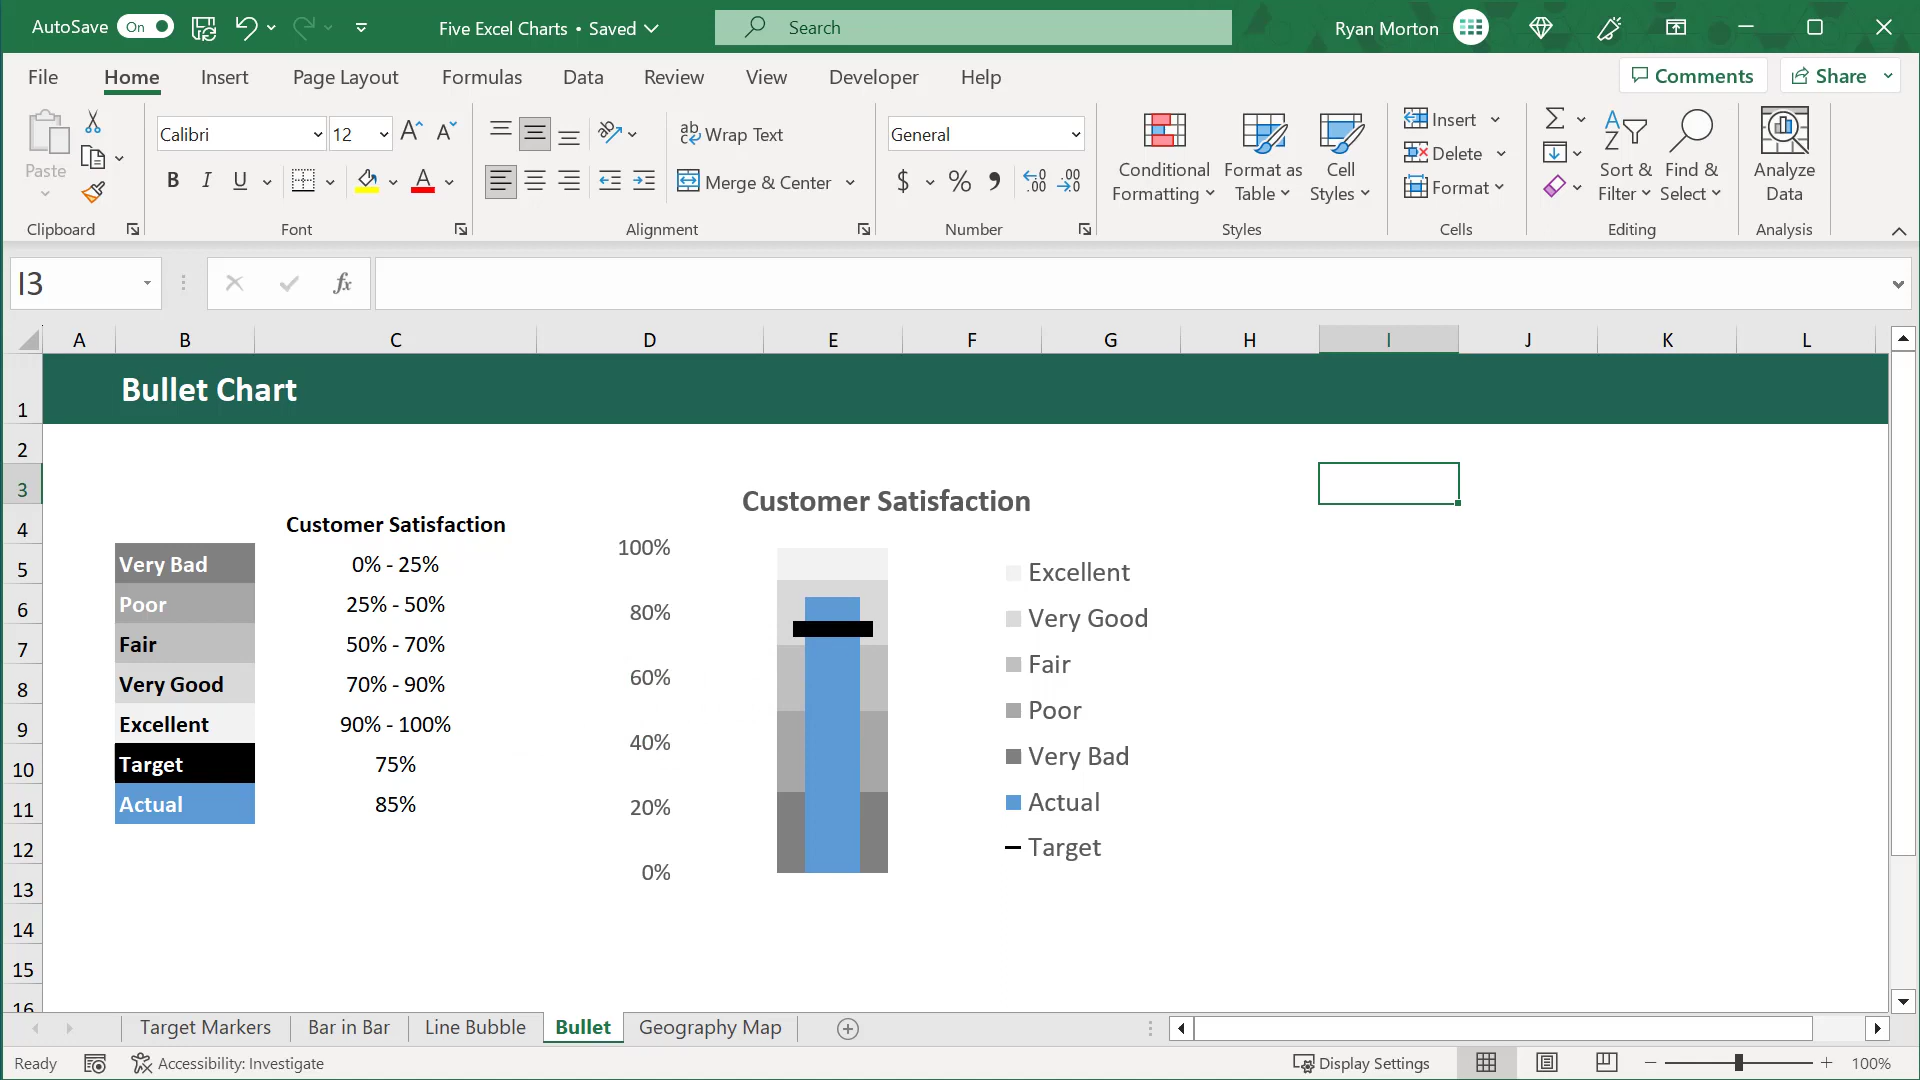 AutoSave On Five Excel Charts • Saved Search Ryan Morton
File Home Insert Page Layout Formulas Data Review View Developer Help Comments Share
Paste
Calibri 12
B I U A
ab Wrap Text
Merge & Center
General
$ % 9
Conditional Formatting
Format as Table
Cell Styles
Insert
Delete
Format
Sort & Filter
Find & Select
Analyze Data
Clipboard Font Alignment Number Styles Cells Editing Analysis
I3 fx
A B C D E F G H I J K L
1 Bullet Chart
2
3 Customer Satisfaction
4 Customer Satisfaction
5 Very Bad 0% - 25%
6 Poor 25% - 50%
7 Fair 50% - 70%
8 Very Good 70% - 90%
9 Excellent 90% - 100%
10 Target 75%
11 Actual 85%
12
13
14
15
16
100%
80%
60%
40%
20%
0%
Excellent
Very Good
Fair
Poor
Very Bad
Actual
Target
Target Markers Bar in Bar Line Bubble Bullet Geography Map
Ready Accessibility: Investigate Display Settings 100%